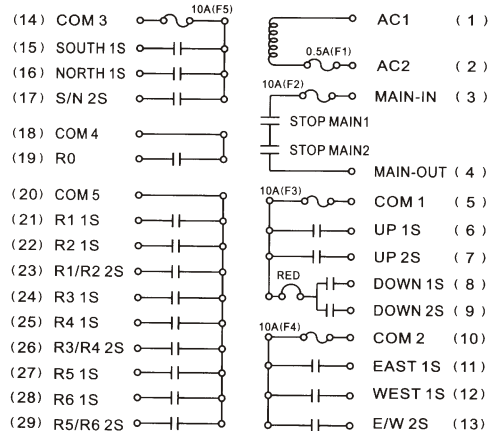 (14) COM 3 10A(F5)
(15) SOUTH 1S
(16) NORTH 1S
(17) S/N 2S
(18) COM 4
(19) R0
(20) COM 5
(21) R1 1S
(22) R2 1S
(23) R1/R2 2S
(24) R3 1S
(25) R4 1S
(26) R3/R4 2S
(27) R5 1S
(28) R6 1S
(29) R5/R6 2S
AC1 (1)
0.5A(F1)
AC2 (2)
10A(F2)
MAIN-IN (3)
STOP MAIN1
STOP MAIN2
MAIN-OUT (4)
10A(F3)
COM 1 (5)
UP 1S (6)
UP 2S (7)
RED
DOWN 1S (8)
DOWN 2S (9)
10A(F4)
COM 2 (10)
EAST 1S (11)
WEST 1S (12)
E/W 2S (13)